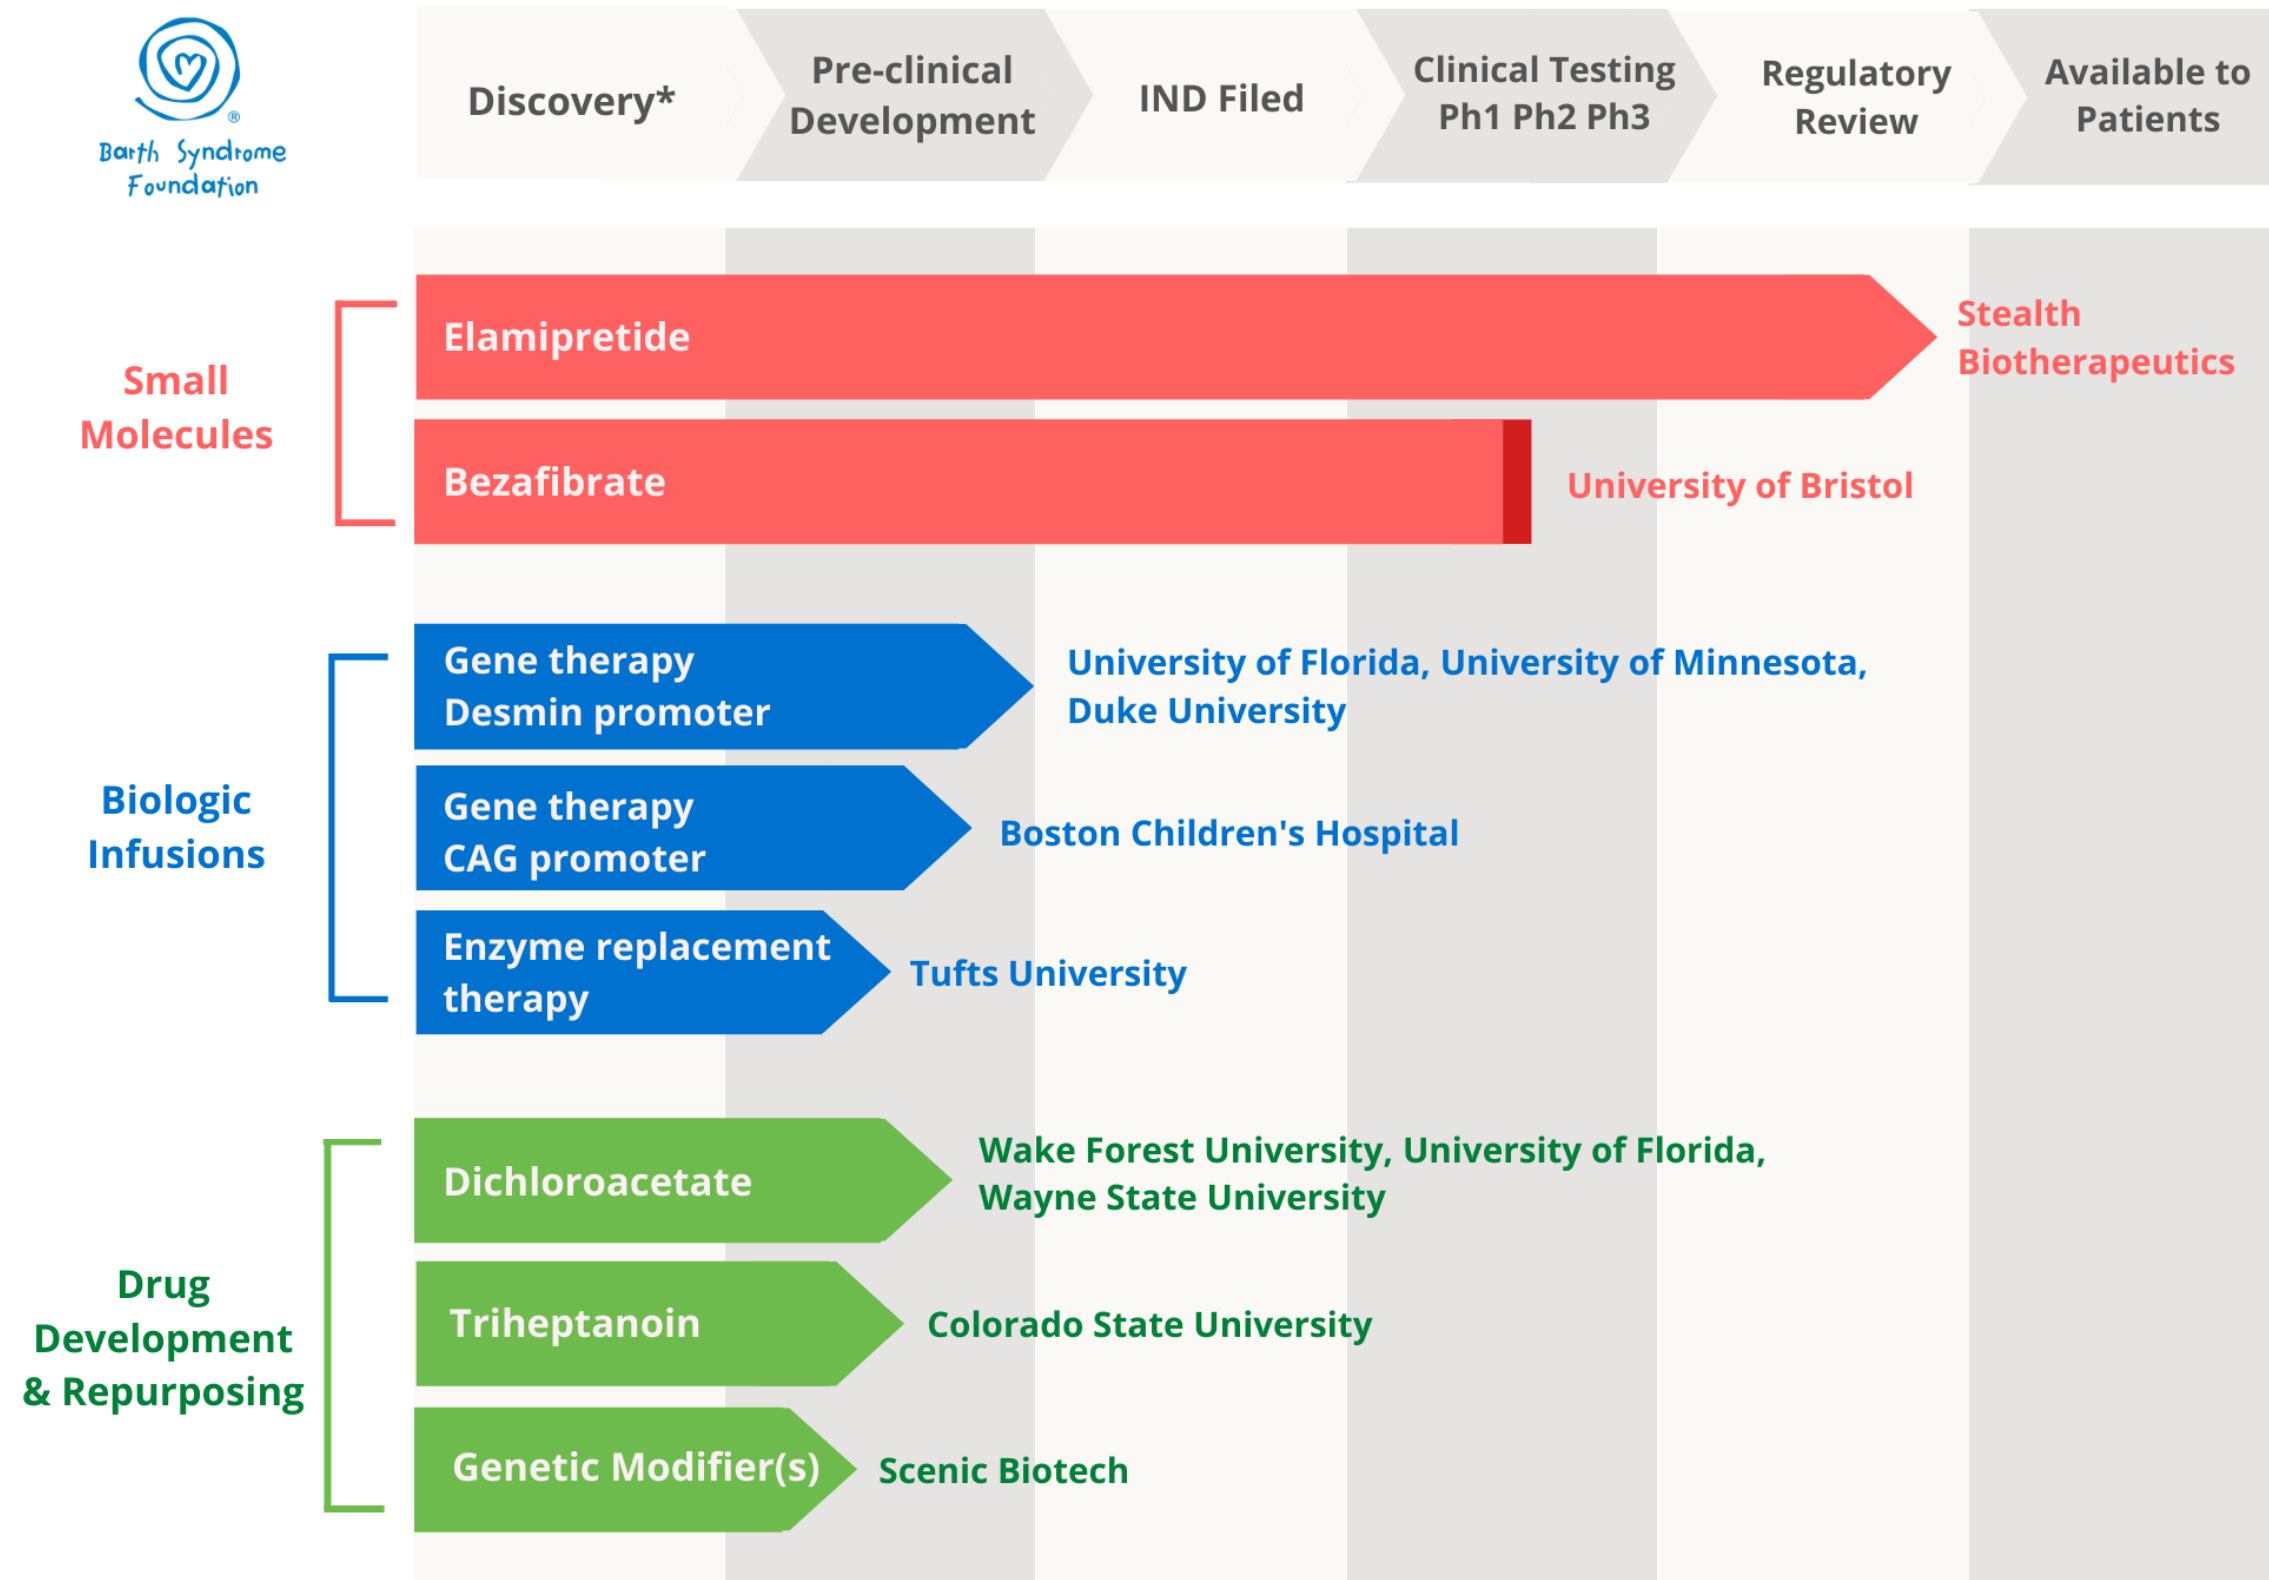 ®
Barth Syndrome
Foundation
Discovery*
Pre-clinical
Development
IND Filed
Clinical Testing
Ph1 Ph2 Ph3
Regulatory
Review
Available to
Patients
Small
Molecules
Elamipretide
Stealth
Biotherapeutics
Bezafibrate
University of Bristol
Biologic
Infusions
Gene therapy
Desmin promoter
University of Florida, University of Minnesota,
Duke University
Gene therapy
CAG promoter
Boston Children's Hospital
Enzyme replacement
therapy
Tufts University
Drug
Development
& Repurposing
Dichloroacetate
Wake Forest University, University of Florida,
Wayne State University
Triheptanoin
Colorado State University
Genetic Modifier(s)
Scenic Biotech